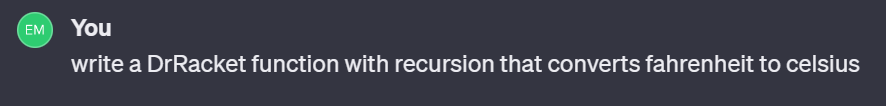 EM
You
write a DrRacket function with recursion that converts fahrenheit to celsius